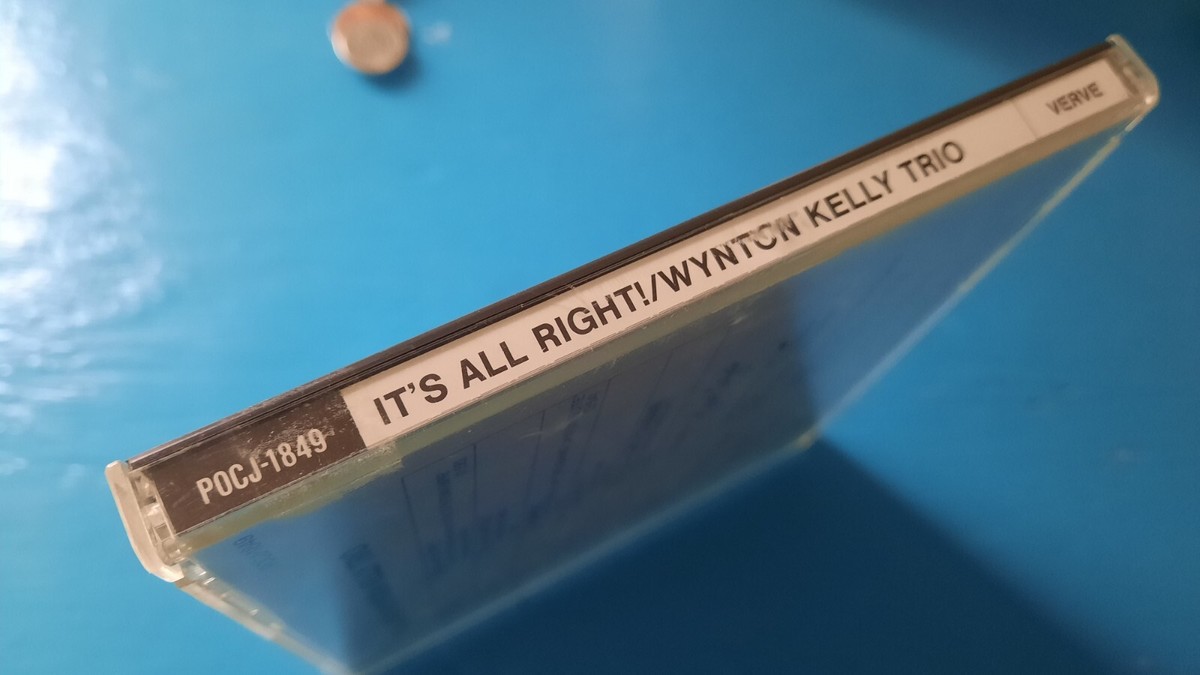 POCJ-1849 IT'S ALL RIGHT!/WYNTON KELLY TRIO VERVE